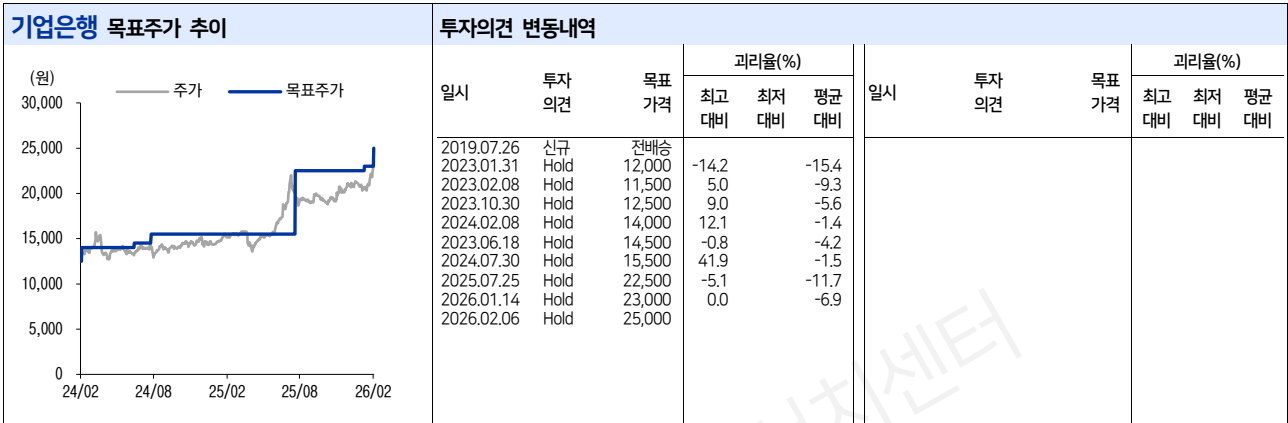 기업은행 목표주가 추이
(원)
주가 목표주가
30,000
25,000
20,000
15,000
10,000
5,000
0
24/02 24/08 25/02 25/08 26/02
투자의견 변동내역
일시 투자의견 목표가격 괴리율(%) 최고대비 최저대비 평균대비
일시 투자의견 목표가격 괴리율(%) 최고대비 최저대비 평균대비
2019.07.26 신규 전배승
2023.01.31 Hold 12,000 -14.2 -15.4
2023.02.08 Hold 11,500 5.0 -9.3
2023.10.30 Hold 12,500 9.0 -5.6
2024.02.08 Hold 14,000 12.1 -1.4
2023.06.18 Hold 14,500 -0.8 -4.2
2024.07.30 Hold 15,500 41.9 -1.5
2025.07.25 Hold 22,500 -5.1 -11.7
2026.01.14 Hold 23,000 0.0 -6.9
2026.02.06 Hold 25,000